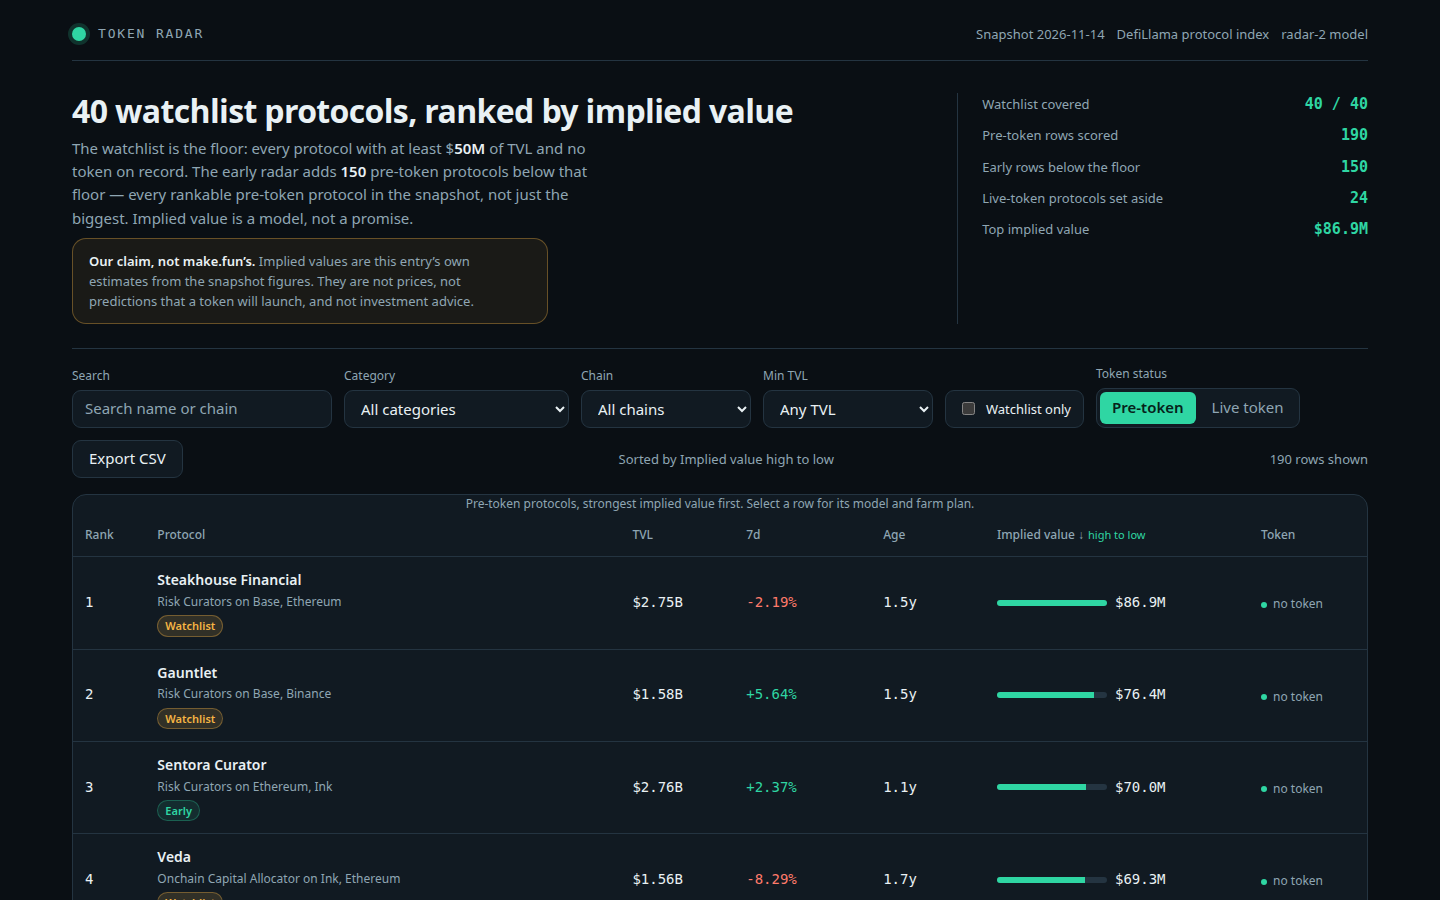 TOKEN RADAR
Snapshot 2026-11-14 DefiLlama protocol index radar-2 model
40 watchlist protocols, ranked by implied value
The watchlist is the floor: every protocol with at least $50M of TVL and no
token on record. The early radar adds 150 pre-token protocols below that
floor — every rankable pre-token protocol in the snapshot, not just the
biggest. Implied value is a model, not a promise.
Our claim, not make.fun’s. Implied values are this entry’s own
estimates from the snapshot figures. They are not prices, not
predictions that a token will launch, and not investment advice.
Watchlist covered 40 / 40
Pre-token rows scored 190
Early rows below the floor 150
Live-token protocols set aside 24
Top implied value $86.9M
Search Category Chain Min TVL Token status
Search name or chain All categories All chains Any TVL Watchlist only Pre-token Live token
Export CSV Sorted by Implied value high to low 190 rows shown
Pre-token protocols, strongest implied value first. Select a row for its model and farm plan.
Rank Protocol TVL 7d Age Implied value ↓ high to low Token
Steakhouse Financial
1 Risk Curators on Base, Ethereum $2.75B -2.19% 1.5y $86.9M no token
Watchlist
Gauntlet
2 Risk Curators on Base, Binance $1.58B +5.64% 1.5y $76.4M no token
Watchlist
Sentora Curator
3 Risk Curators on Ethereum, Ink $2.76B +2.37% 1.1y $70.0M no token
Early
Veda
4 Onchain Capital Allocator on Ink, Ethereum $1.56B -8.29% 1.7y $69.3M no token